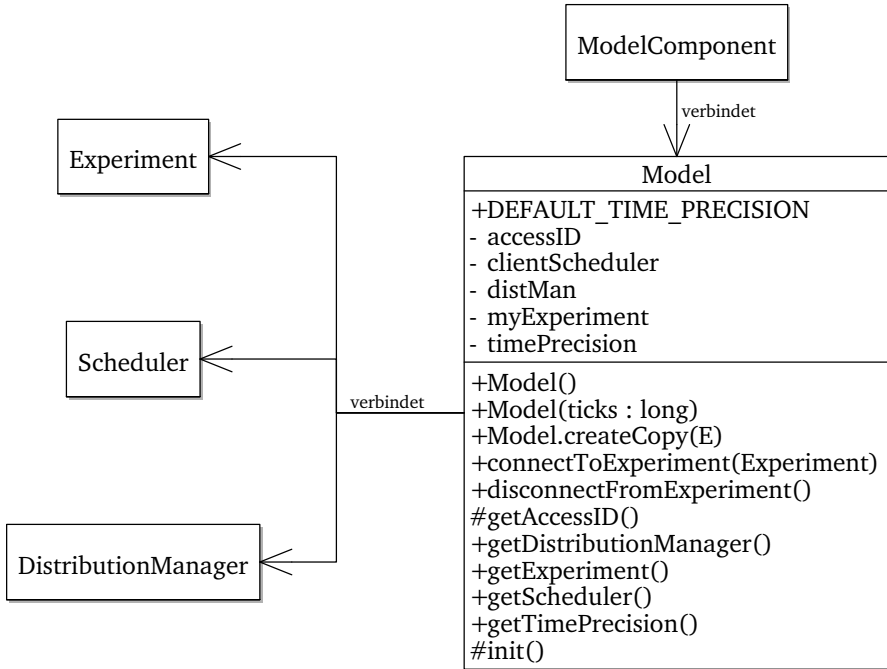 ModelComponent
verbindet
Experiment
Model
+DEFAULT_TIME_PRECISION
- accessID
- clientScheduler
- distMan
- myExperiment
- timePrecision
Scheduler
verbindet
+Model()
+Model(ticks : long)
+Model.createCopy(E)
+connectToExperiment(Experiment)
+disconnectFromExperiment()
#getAccessID()
+getDistributionManager()
+getExperiment()
+getScheduler()
+getTimePrecision()
#init()
DistributionManager